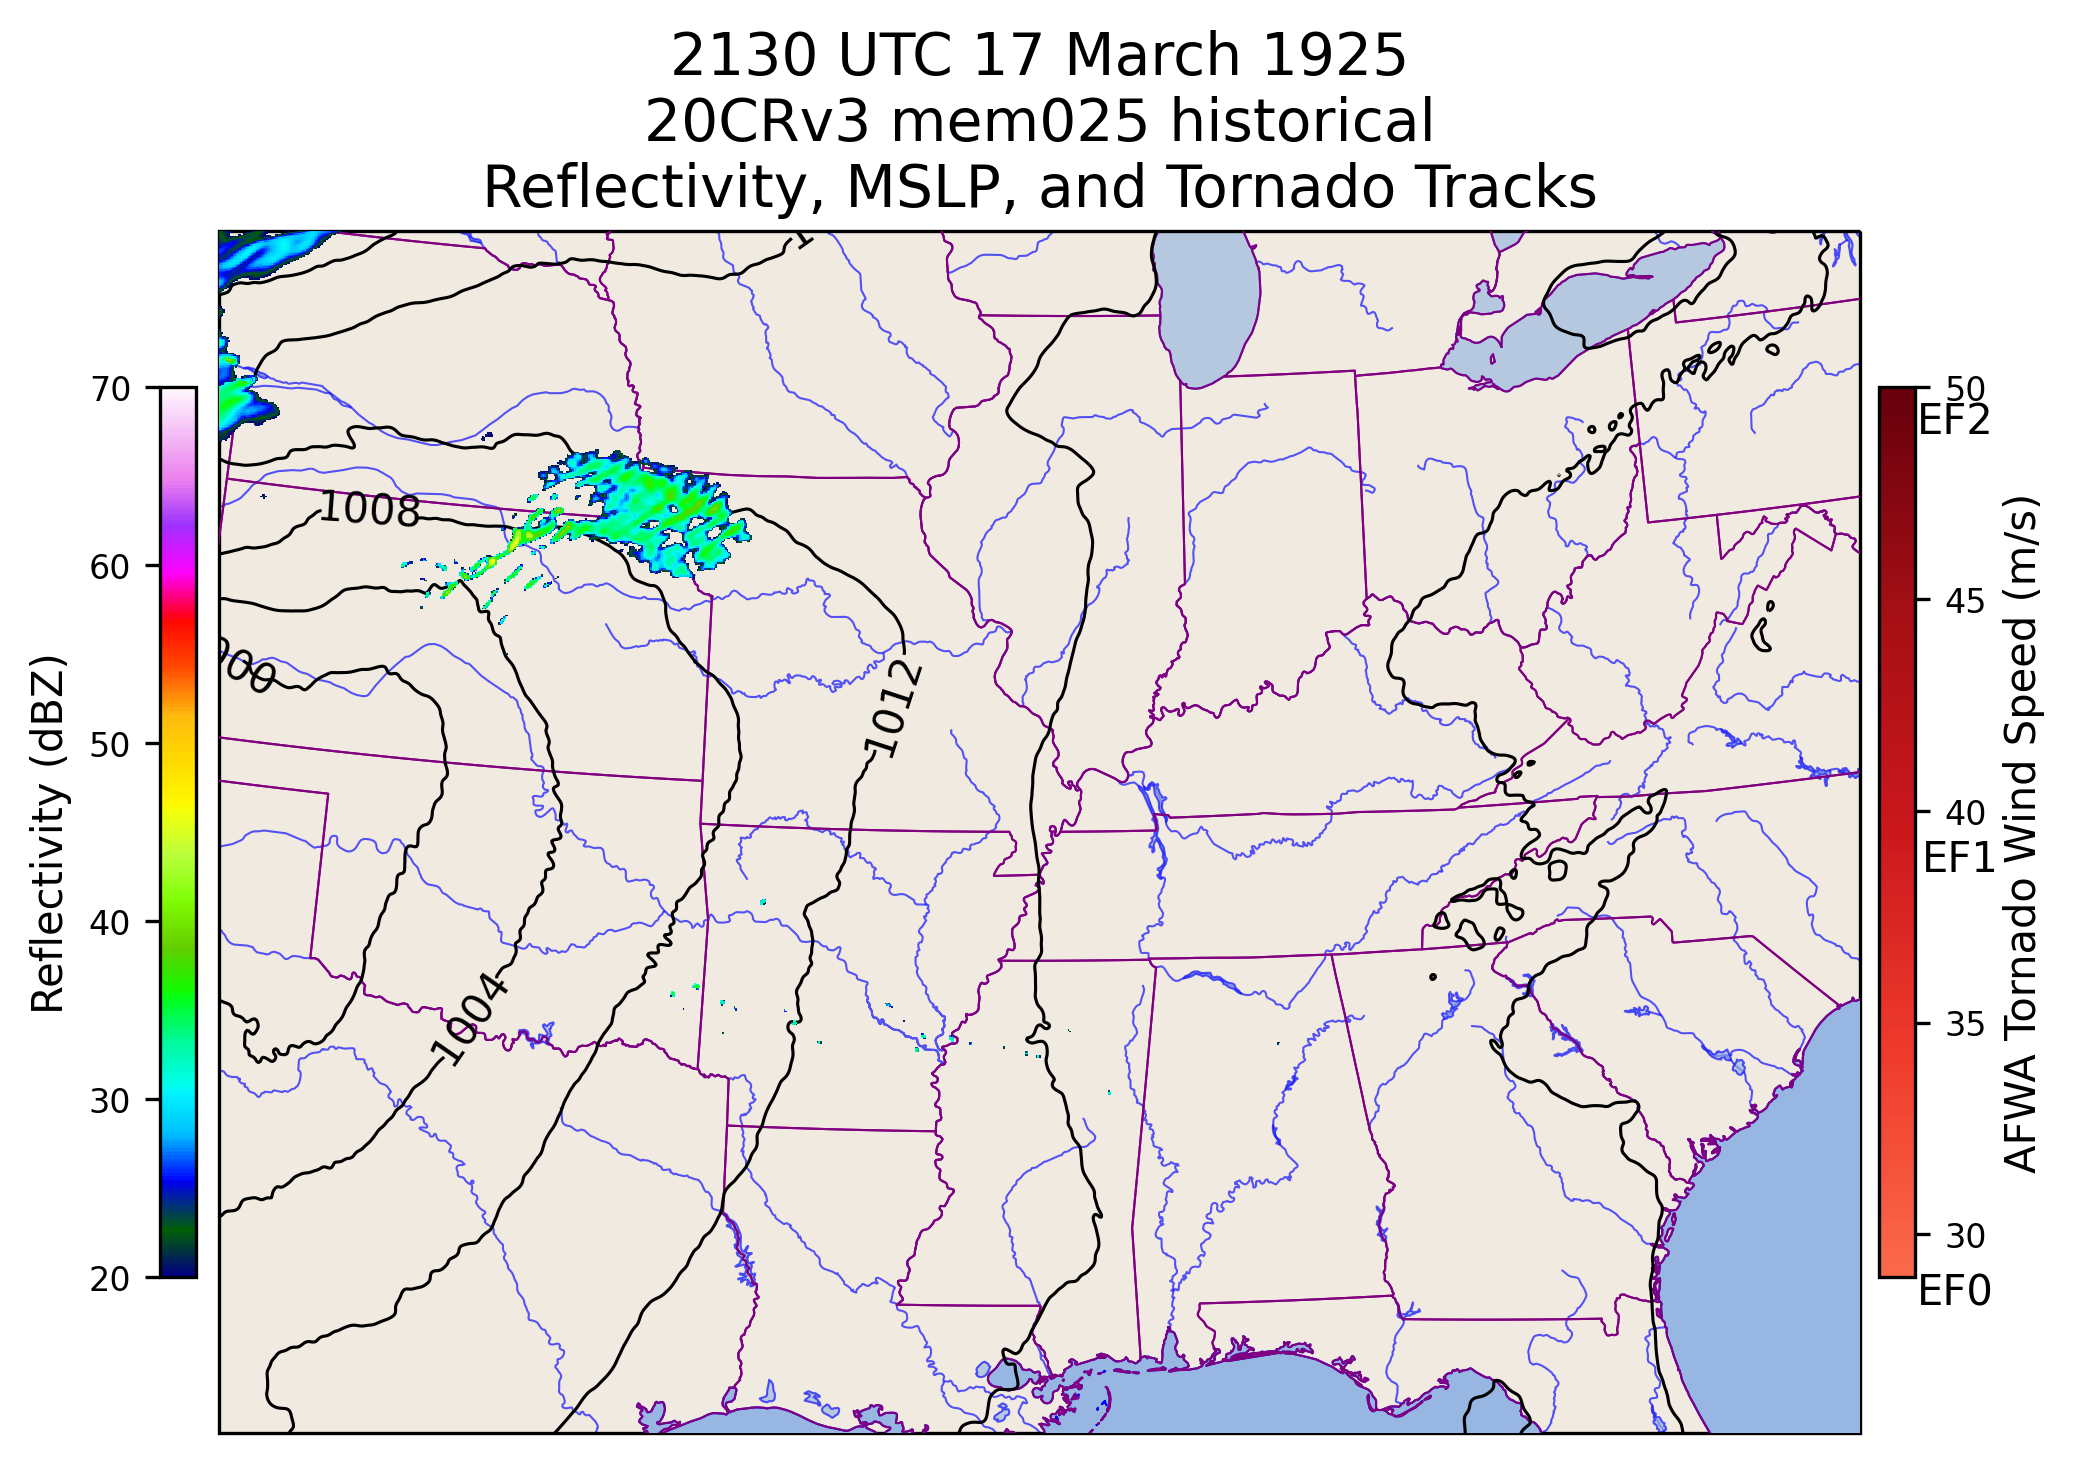 2130 UTC 17 March 1925
20CRv3 mem025 historical
Reflectivity, MSLP, and Tornado Tracks
70
60
50
40
30
20
Reflectivity (dBZ)
1008
1012
1004
50
EF2
45
40
EF1
35
30
EF0
AFWA Tornado Wind Speed (m/s)